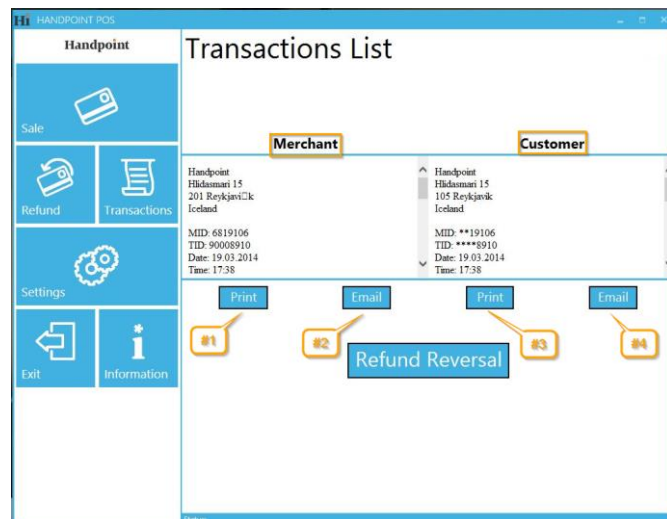 Hi HANDPOINT POS
Handpoint
Sale
Refund
Transactions
Settings
Exit
Information
Transactions List
Merchant
Customer
Handpoint
Hlidasmari 15
201 Reykjavi□k
Iceland
MID: 6819106
TID: 90008910
Date: 19.03.2014
Time: 17:38
Handpoint
Hlidasmari 15
105 Reykjavik
Iceland
MID: **19106
TID: ****8910
Date: 19.03.2014
Time: 17:38
Print
Email
Print
Email
#1
#2
#3
#4
Refund Reversal